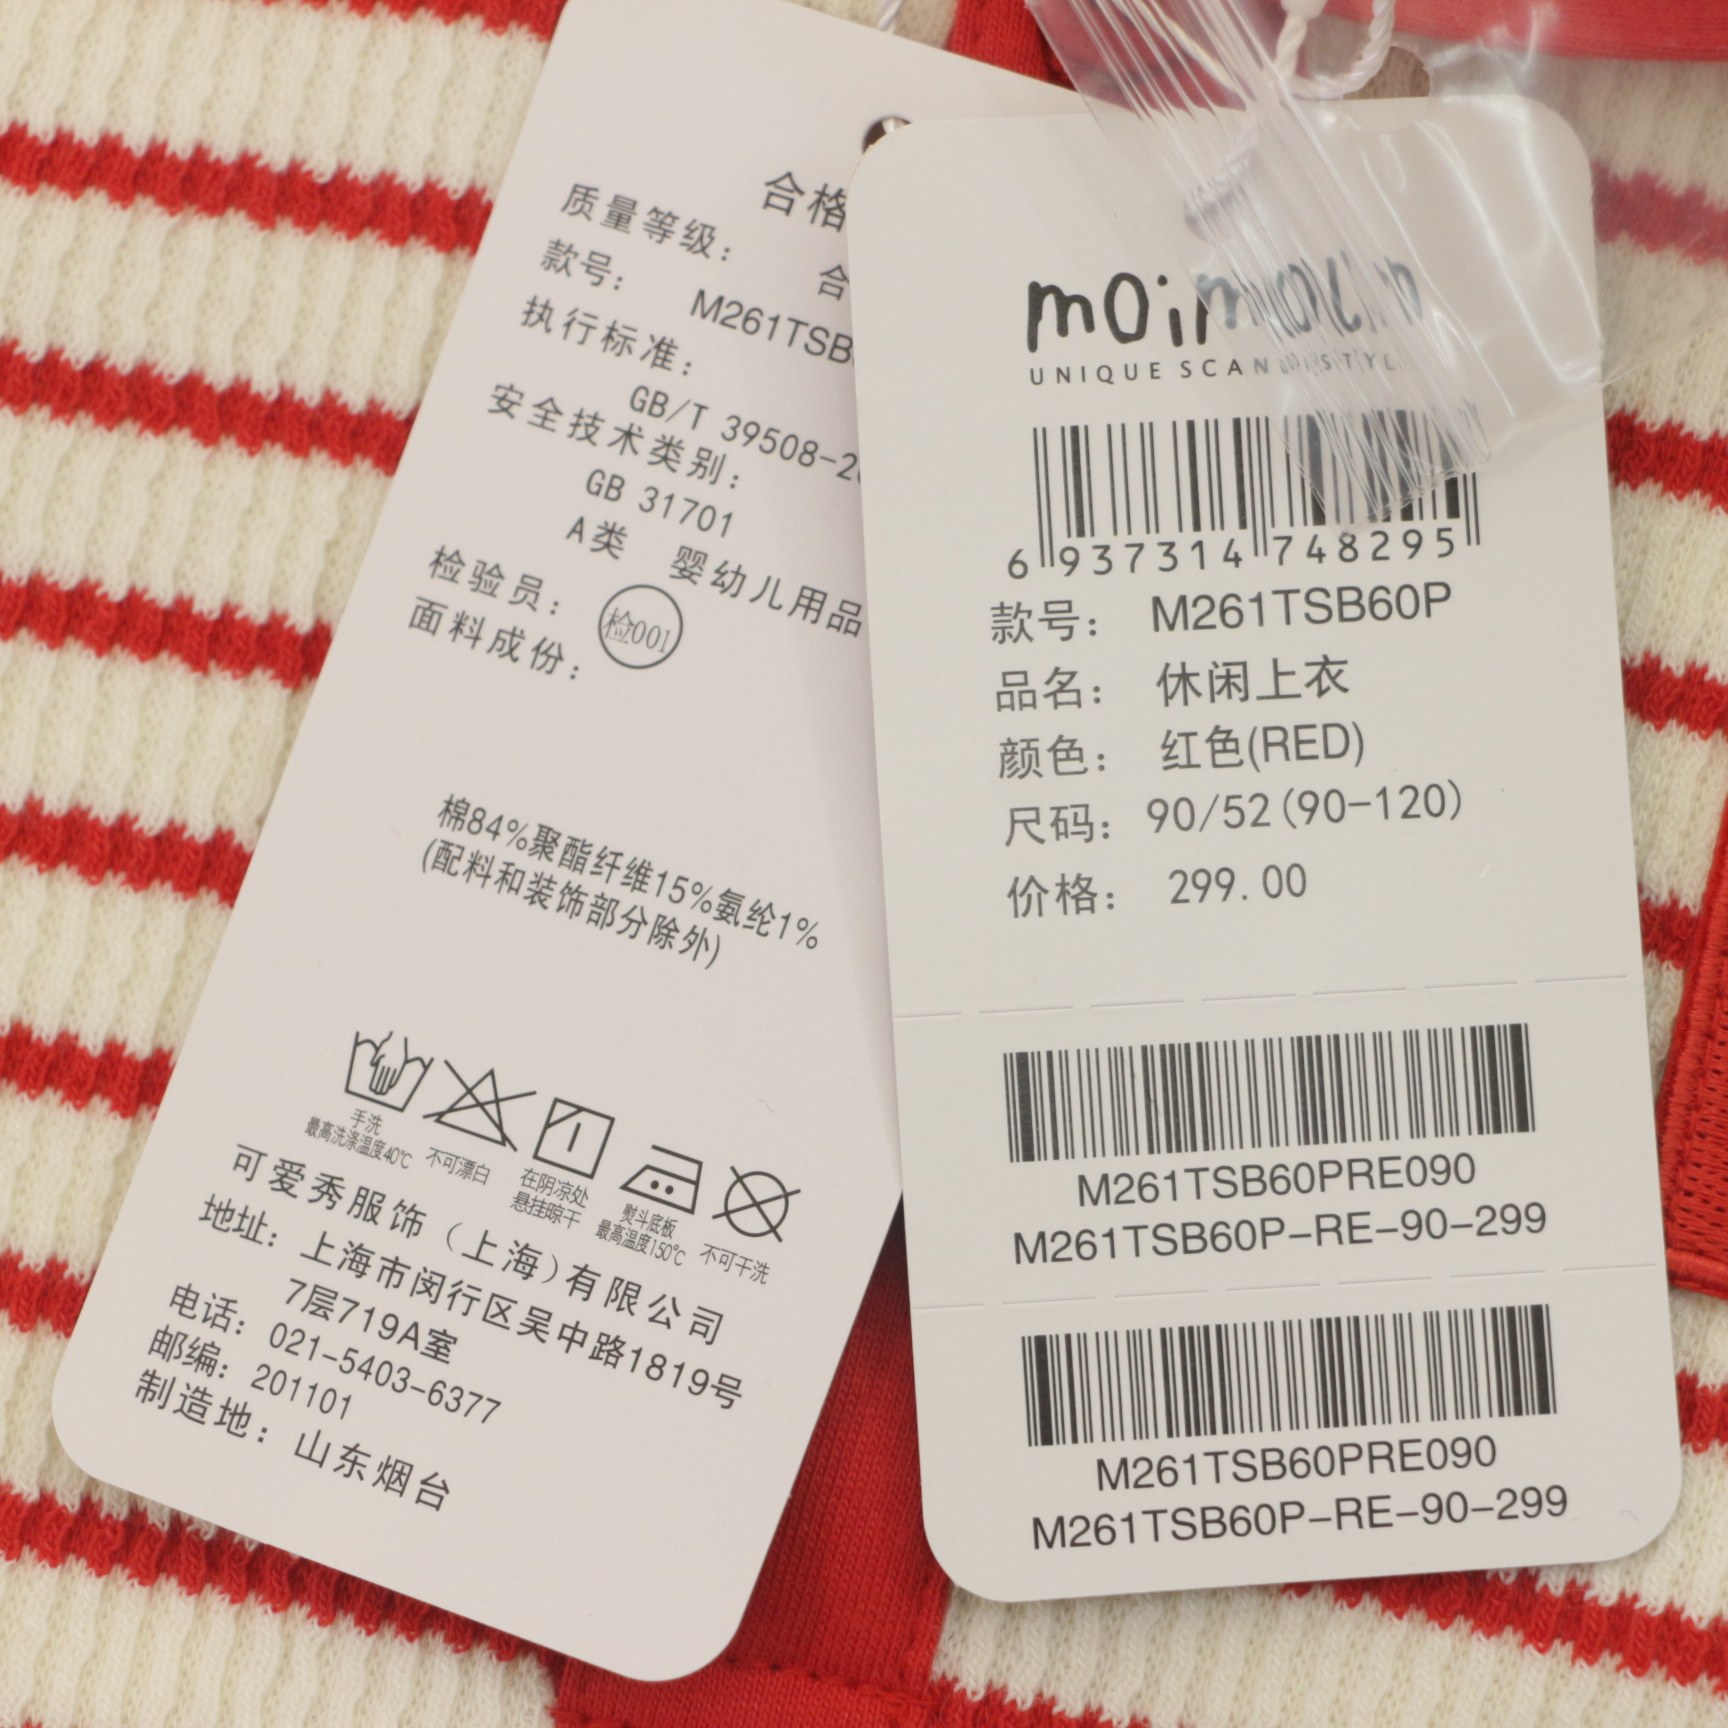 合格
质量等级：
合
款号：
M261TSB
执行标准：
GB/T 39508-2
安全技术类别：
GB 31701
A类 婴幼儿用品
检验员： 检001
面料成份：
棉84%聚酯纤维15%氨纶1%
(配料和装饰部分除外)
手洗
最高洗涤温度40℃
不可漂白
在阴凉处
悬挂晾干
熨斗底板
最高温度150℃
不可干洗
可爱秀服饰（上海）有限公司
地址：上海市闵行区吴中路1819号
7层719A室
电话：021-5403-6377
邮编：201101
制造地：山东烟台
moimoln
UNIQUE SCANDI STYLE
6 937314 748295
款号： M261TSB60P
品名： 休闲上衣
颜色： 红色(RED)
尺码： 90/52(90-120)
价格： 299.00
M261TSB60PRE090
M261TSB60P-RE-90-299
M261TSB60PRE090
M261TSB60P-RE-90-299